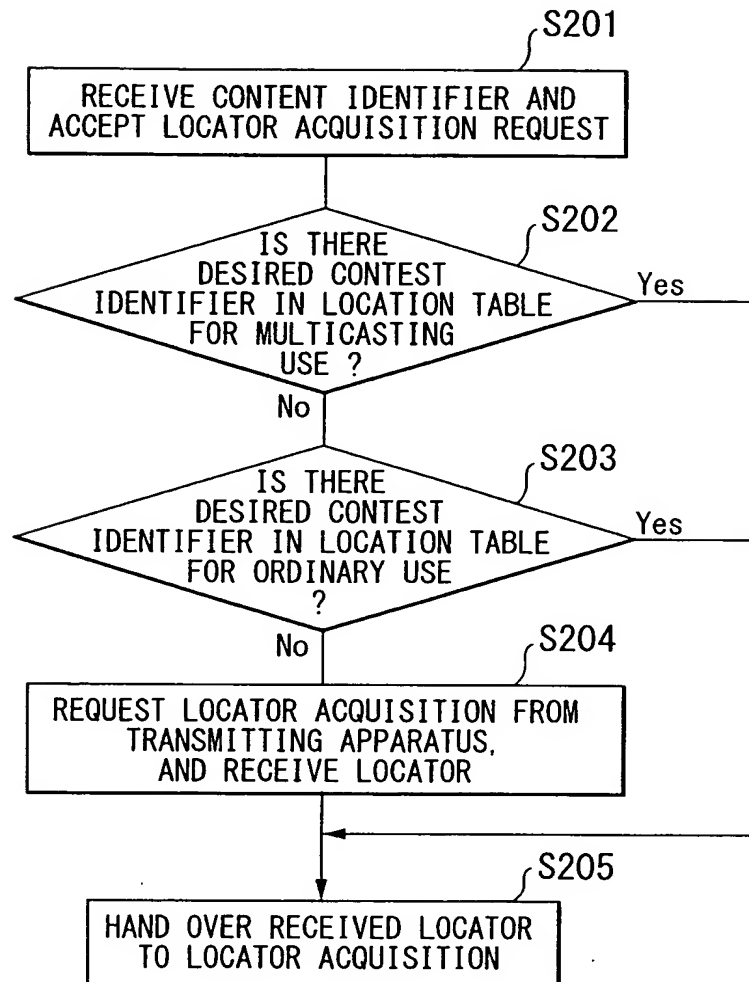 S201
RECEIVE CONTENT IDENTIFIER AND
ACCEPT LOCATOR ACQUISITION REQUEST
S202
IS THERE
DESIRED CONTEST
IDENTIFIER IN LOCATION TABLE
FOR MULTICASTING
USE ?
Yes
No
S203
IS THERE
DESIRED CONTEST
IDENTIFIER IN LOCATION TABLE
FOR ORDINARY USE
?
Yes
No
S204
REQUEST LOCATOR ACQUISITION FROM
TRANSMITTING APPARATUS,
AND RECEIVE LOCATOR
S205
HAND OVER RECEIVED LOCATOR
TO LOCATOR ACQUISITION